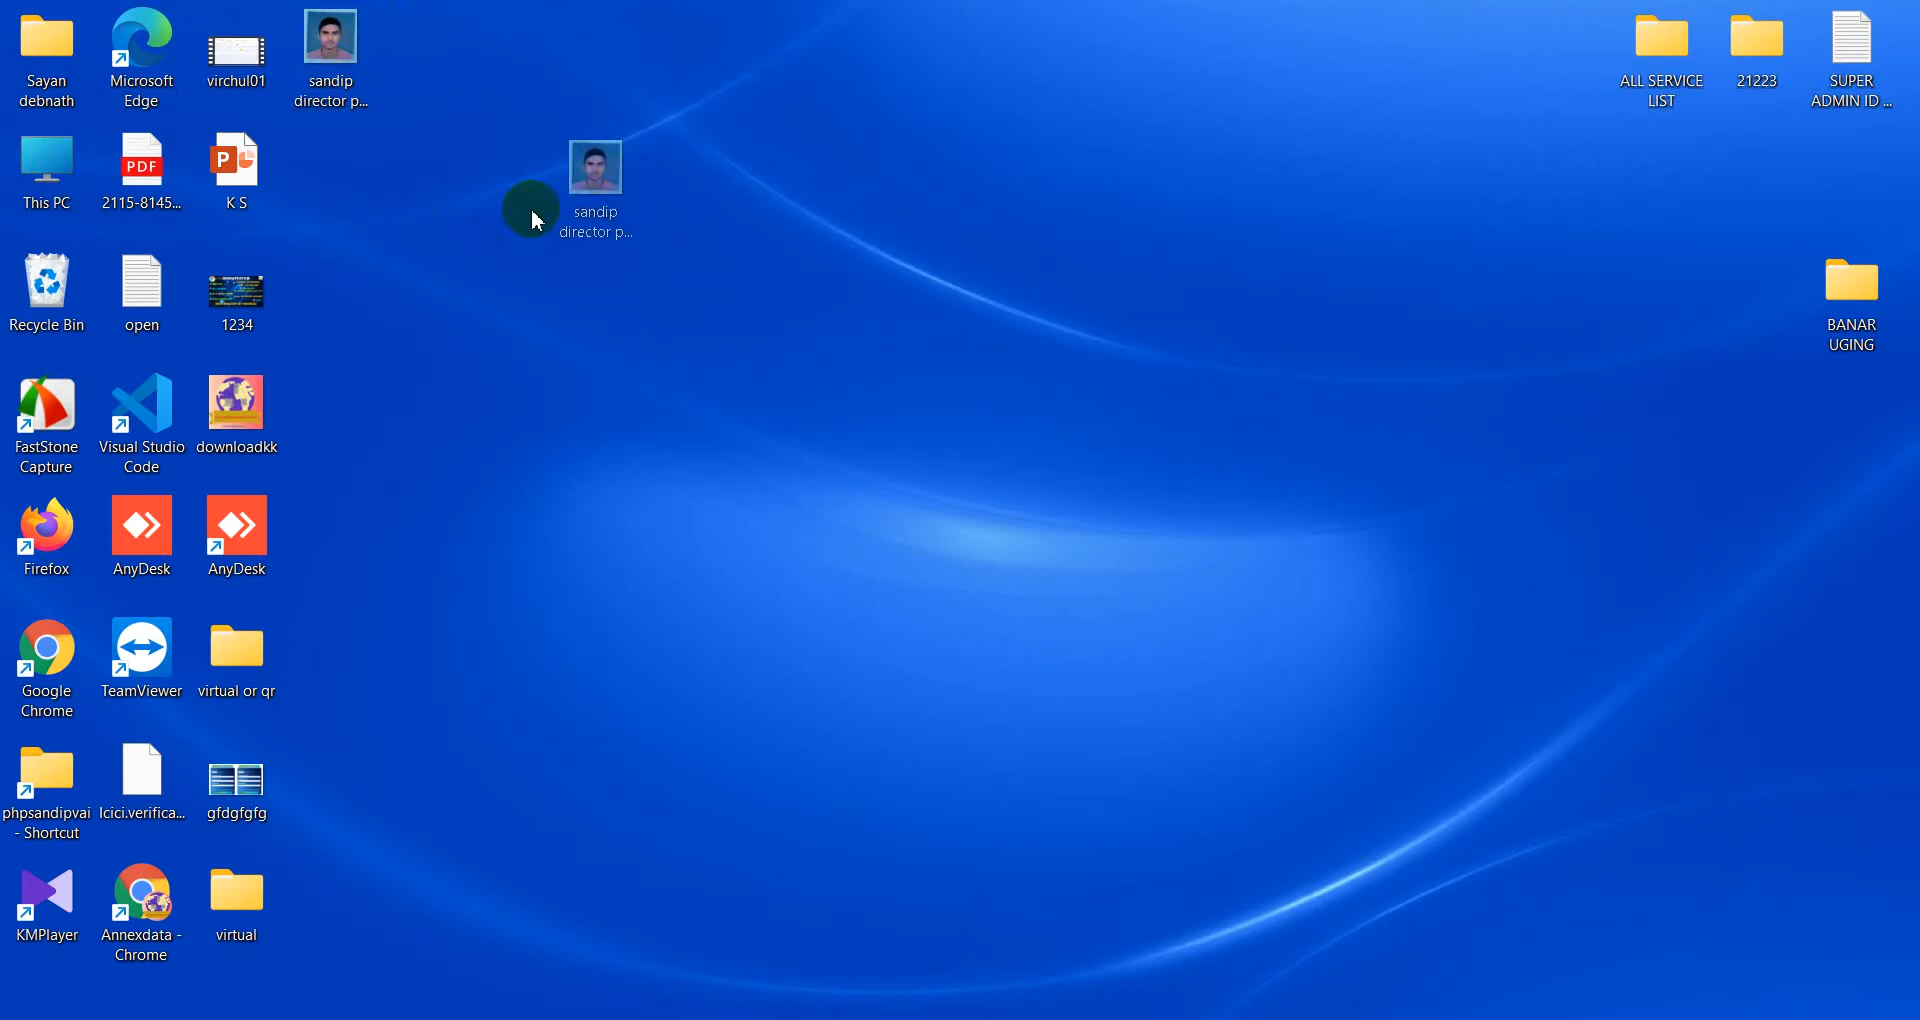 Sayan
debnath
Microsoft
Edge
virchul01
sandip
director p...
ALL SERVICE
LIST
21223
SUPER
ADMIN ID ...
This PC
PDF
2115-8145...
P
K S
sandip
director p...
Recycle Bin
open
1234
BANAR
UGING
FastStone
Capture
Visual Studio
Code
downloadkk
Firefox
AnyDesk
AnyDesk
Google
Chrome
TeamViewer
virtual or qr
phpsandipvai
- Shortcut
Icici.verifica...
gfdgfgfg
KMPlayer
Annexdata -
Chrome
virtual